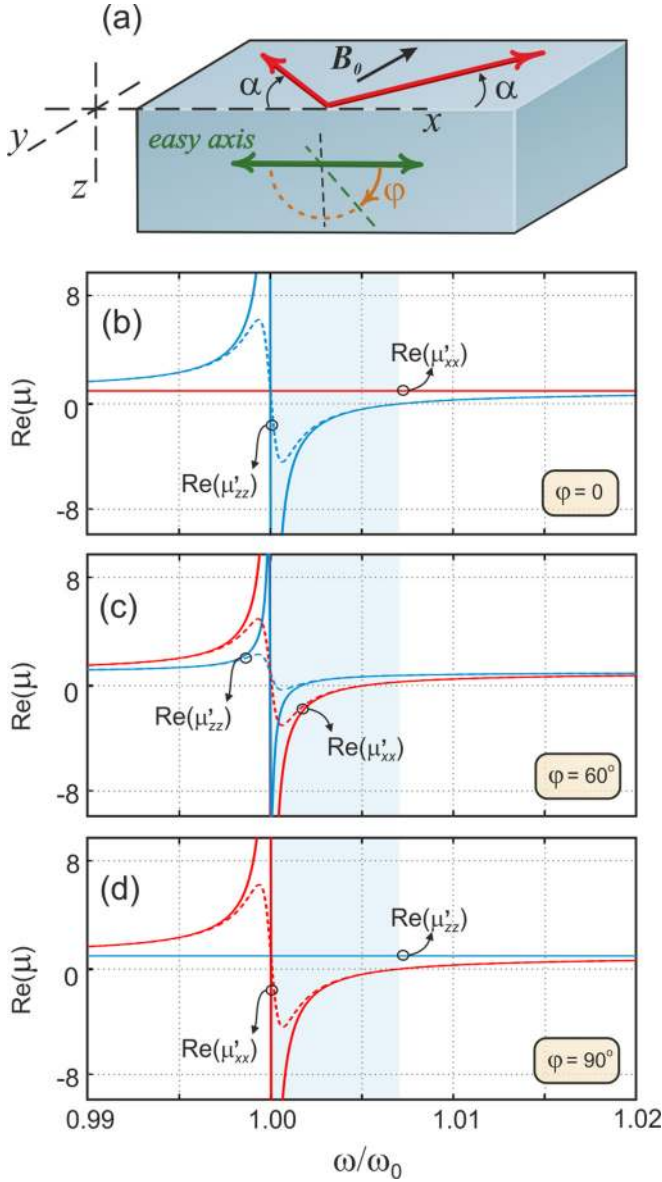 (a)
B₀
α
α
x
y
z
easy axis
φ
(b)
8
Re(μ'xx)
0
Re(μ)
Re(μ'zz)
-8
φ = 0
(c)
8
0
Re(μ)
Re(μ'zz)
Re(μ'xx)
-8
φ = 60°
(d)
8
Re(μ'zz)
0
Re(μ)
Re(μ'xx)
-8
φ = 90°
0.99 1.00 1.01 1.02
ω/ω₀